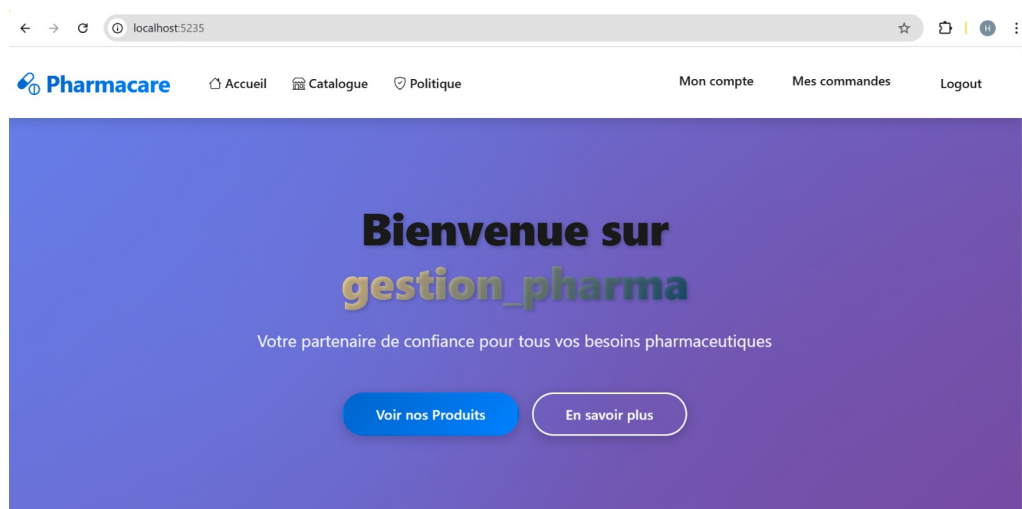 localhost:5235
H
Pharmacare Accueil Catalogue Politique Mon compte Mes commandes Logout
Bienvenue sur
gestion_pharma
Votre partenaire de confiance pour tous vos besoins pharmaceutiques
Voir nos Produits En savoir plus